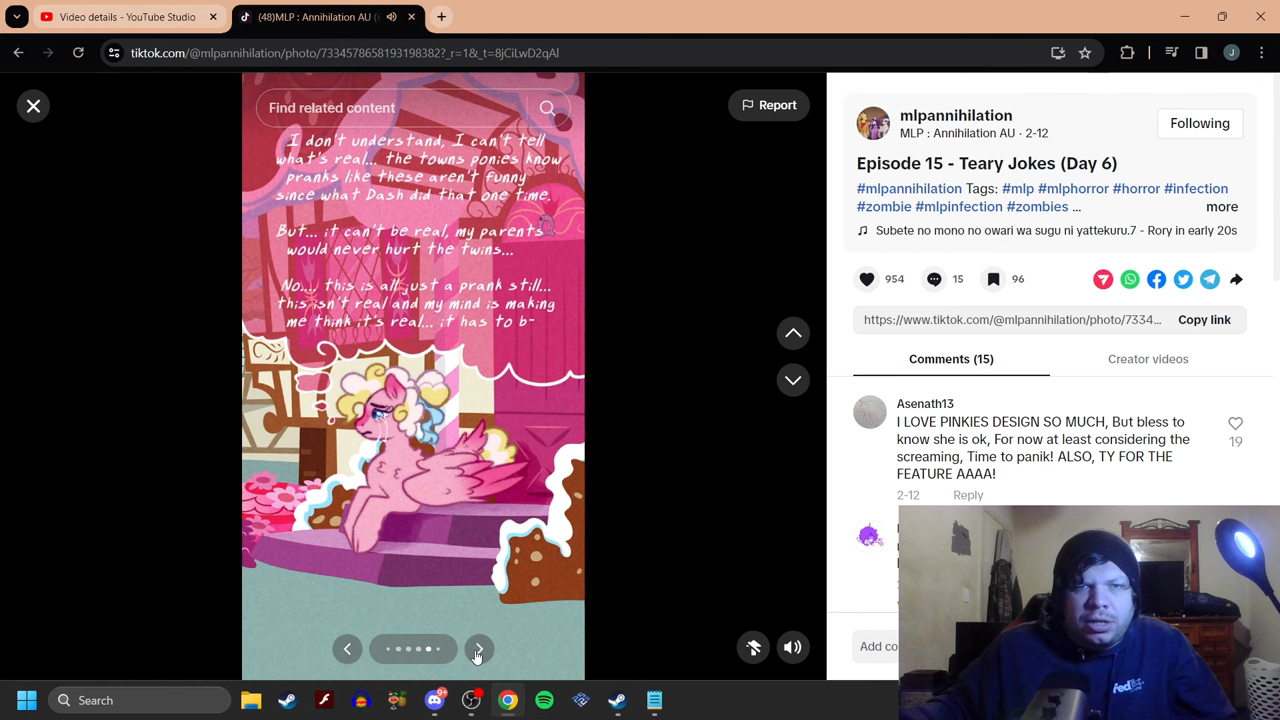 Video details - YouTube Studio
(48)MLP : Annihilation AU (
tiktok.com/@mlpannihilation/photo/7334578658193198382?_r=1&_t=8jCiLwD2qAl
J
Find related content
Report
I don't understand, I can't tell
what's real... the towns ponies know
pranks like these aren't funny
since what Dash did that one time.
But... it can't be real, my parents
would never hurt the twins...
No... this is all just a prank still...
this isn't real and my mind is making
me think it's real... it has to b-
mlpannihilation
MLP : Annihilation AU · 2-12
Following
Episode 15 - Teary Jokes (Day 6)
#mlpannihilation Tags: #mlp #mlphorror #horror #infection
#zombie #mlpinfection #zombies ...
more
Subete no mono no owari wa sugu ni yattekuru.7 - Rory in early 20s
954
15
96
https://www.tiktok.com/@mlpannihilation/photo/7334...
Copy link
Comments (15)
Creator videos
Asenath13
I LOVE PINKIES DESIGN SO MUCH, But bless to
know she is ok, For now at least considering the
screaming, Time to panik! ALSO, TY FOR THE
FEATURE AAAA!
19
2-12
Reply
Add co
FedEx
Search
9+